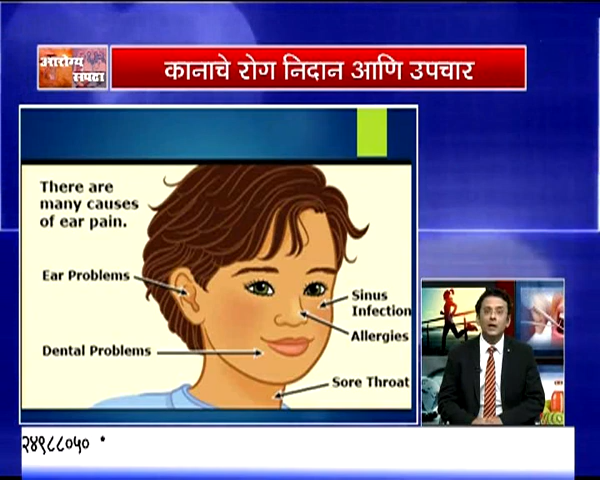 आरोग्य
संपदा
कानाचे रोग निदान आणि उपचार
There are
many causes
of ear pain.
Ear Problems
Sinus
Infection
Allergies
Dental Problems
Sore Throat
२४९८८०५० *